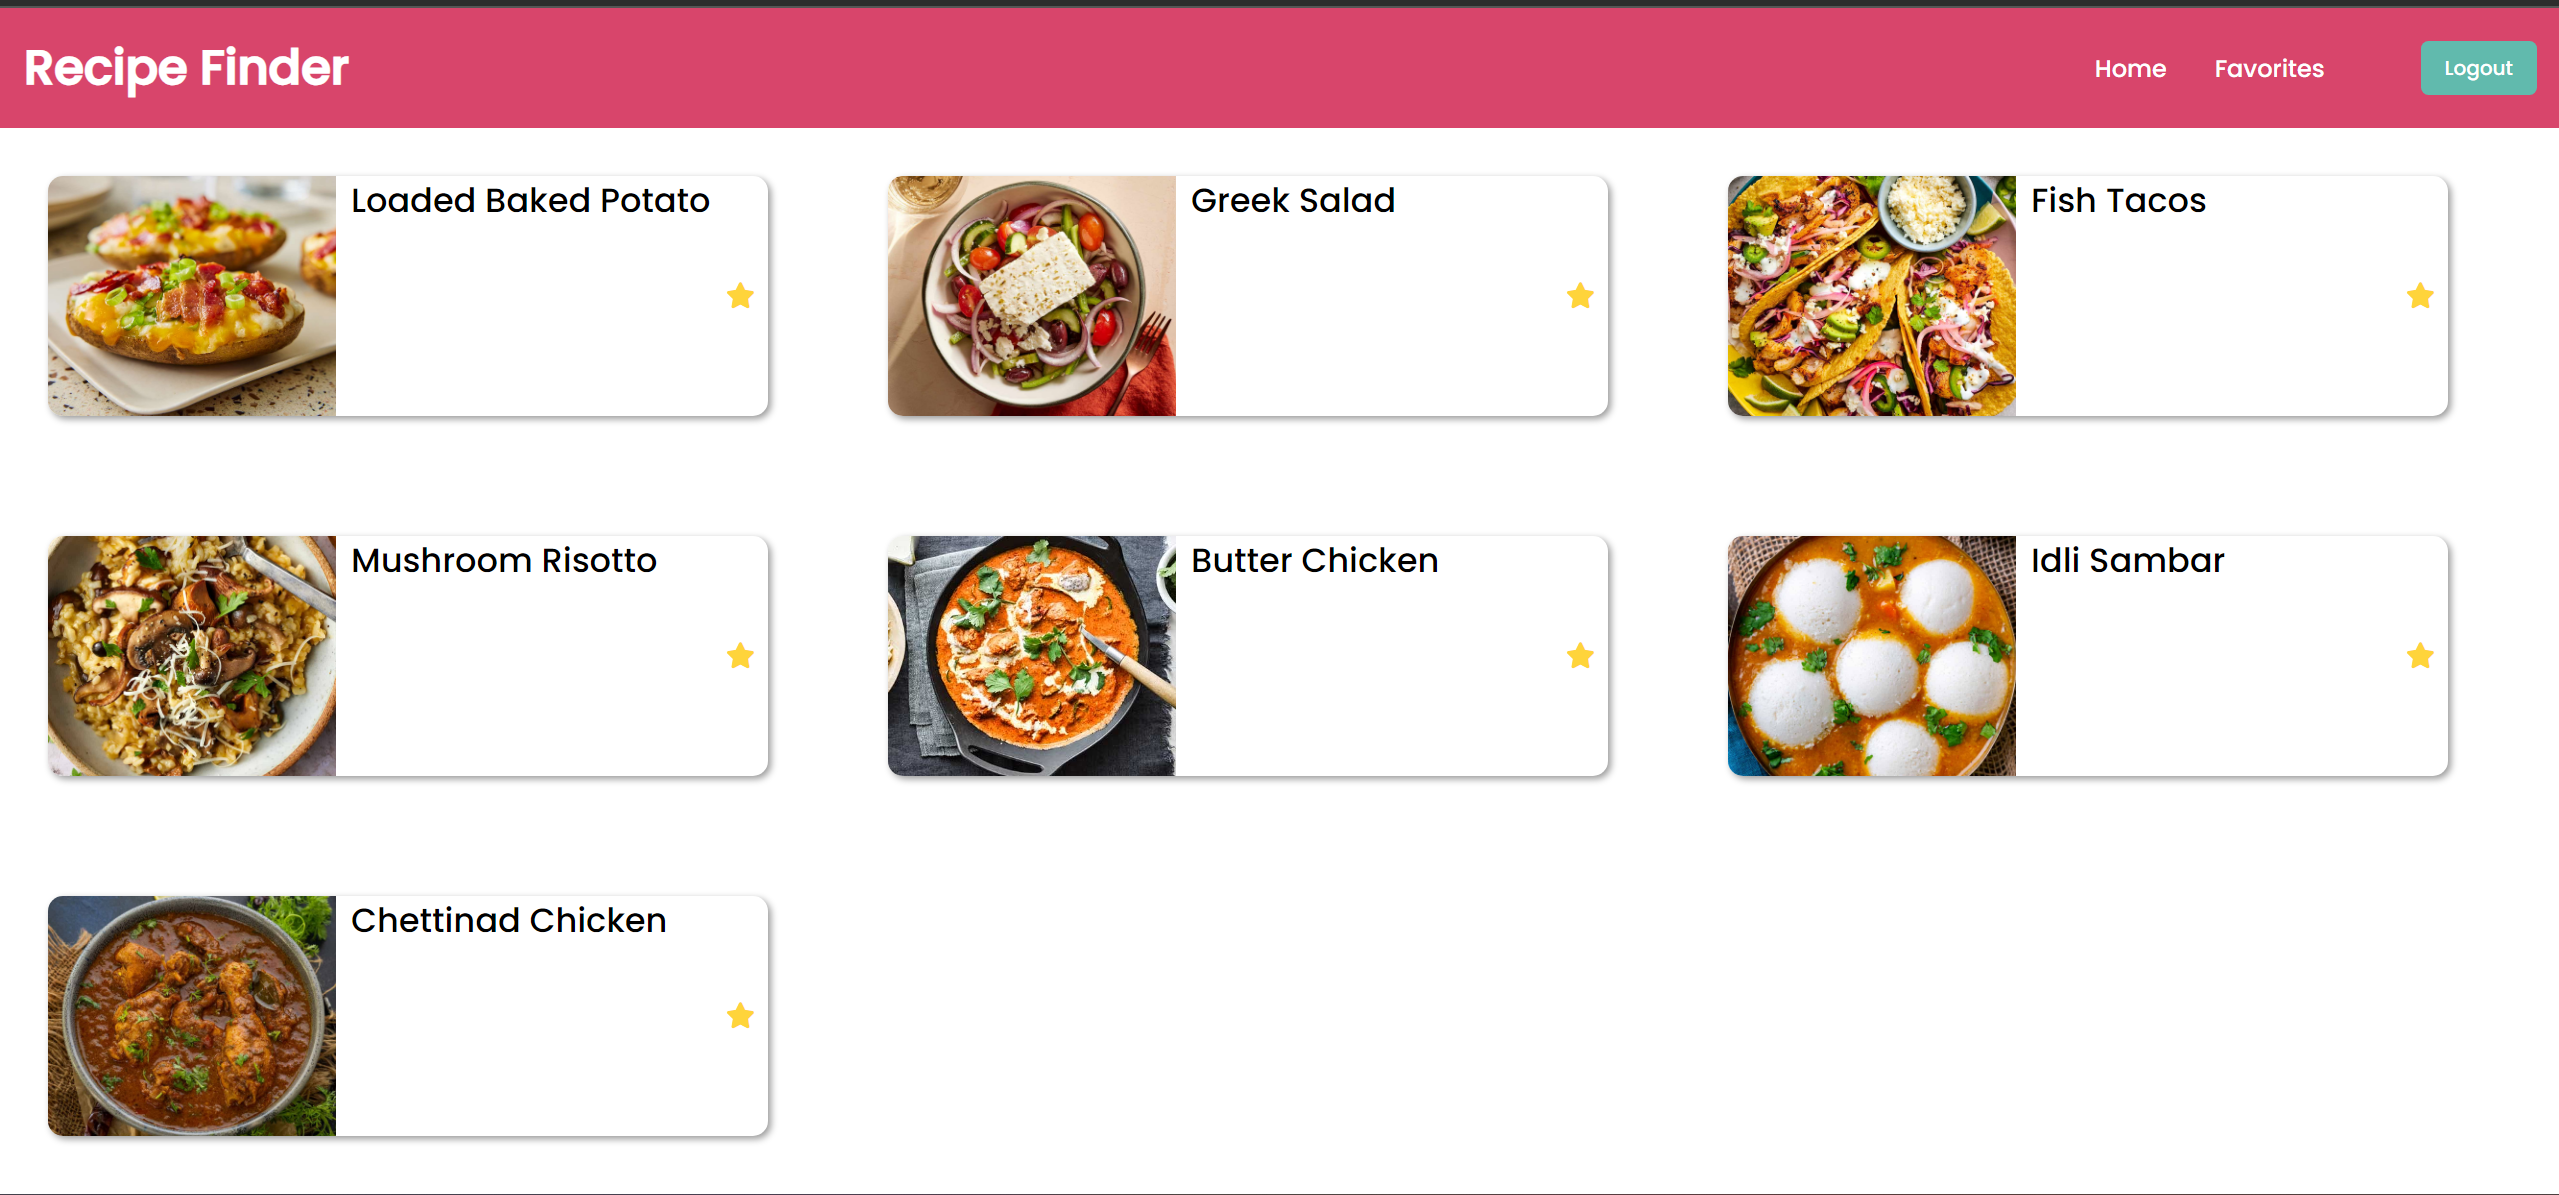 Recipe Finder
Home
Favorites
Logout
Loaded Baked Potato
Greek Salad
Fish Tacos
Mushroom Risotto
Butter Chicken
Idli Sambar
Chettinad Chicken